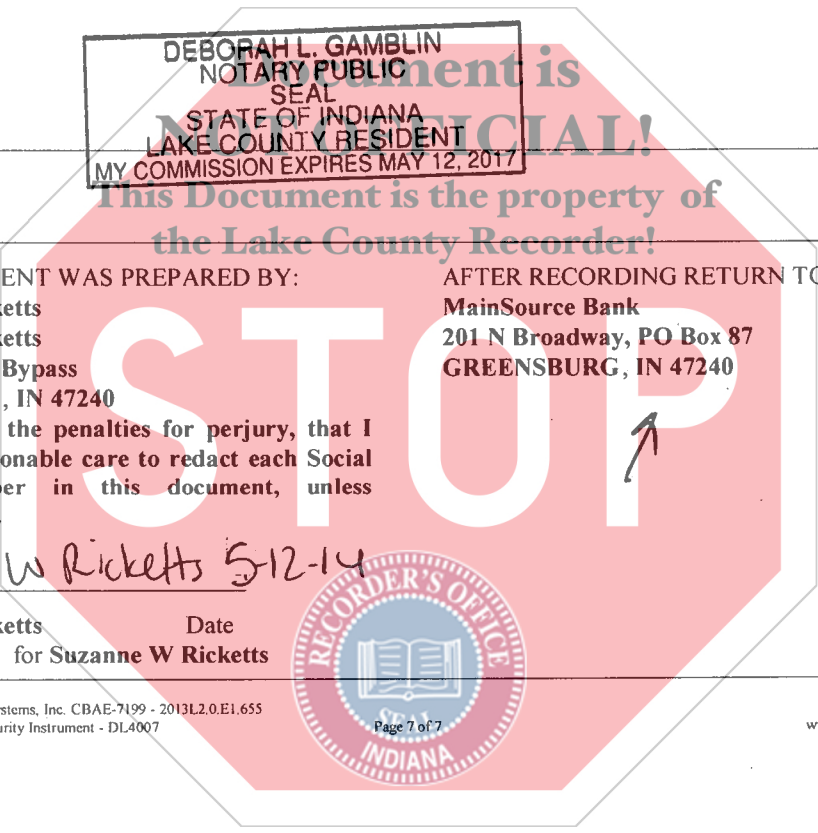 DEBORAH L. GAMBLIN
NOTARY PUBLIC
SEAL
STATE OF INDIANA
LAKE COUNTY RESIDENT
MY COMMISSION EXPIRES MAY 12, 2017
Document is
NOT OFFICIAL!
This Document is the property of
the Lake County Recorder!
STOP
ENT WAS PREPARED BY:
etts
etts
Bypass
, IN 47240
the penalties for perjury, that I
onable care to redact each Social
er in this document, unless
W Ricketts 5-12-14
etts Date
for Suzanne W Ricketts
AFTER RECORDING RETURN TO
MainSource Bank
201 N Broadway, PO Box 87
GREENSBURG, IN 47240
RECORDER'S OFFICE
SEAL
INDIANA
stems, Inc. CBAE-7199 - 2013L2.0.E1.655
urity Instrument - DL4007
Page 7 of 7
w